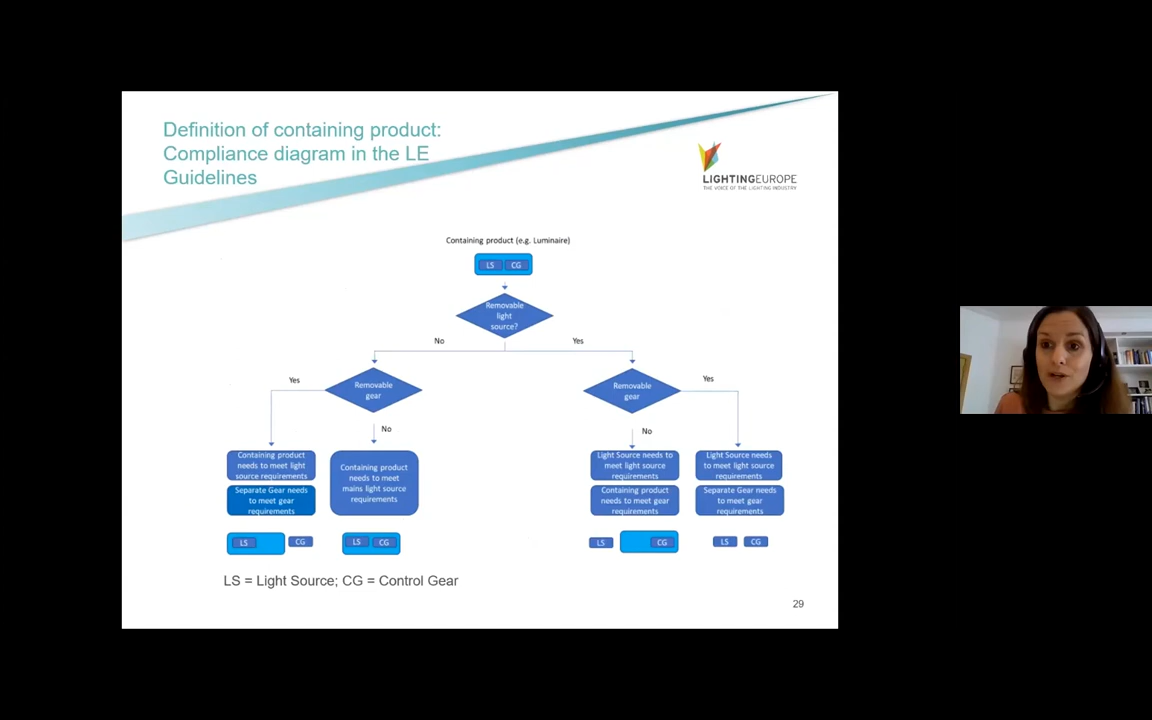 Definition of containing product:
Compliance diagram in the LE
Guidelines
LIGHTINGEUROPE
THE VOICE OF THE LIGHTING INDUSTRY
Containing product (e.g. Luminaire)
LS CG
Removable
light
source?
No
Yes
Yes
Removable
gear
No
Removable
gear
Yes
No
Containing product
needs to meet light
source requirements
Separate Gear needs
to meet gear
requirements
Containing product
needs to meet
mains light source
requirements
Light Source needs to
meet light source
requirements
Containing product
needs to meet gear
requirements
Light Source needs
to meet light source
requirements
Separate Gear needs
to meet gear
requirements
LS CG
LS CG
LS CG
LS CG
LS = Light Source; CG = Control Gear
29